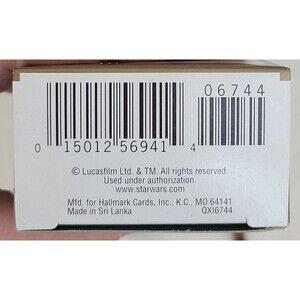 06744
0 15012 56941 4
© Lucasfilm Ltd. & TM. All rights reserved.
Used under authorization.
www.starwars.com
Mfd. for Hallmark Cards, Inc., K.C., MO 64141
Made in Sri Lanka QXI6744